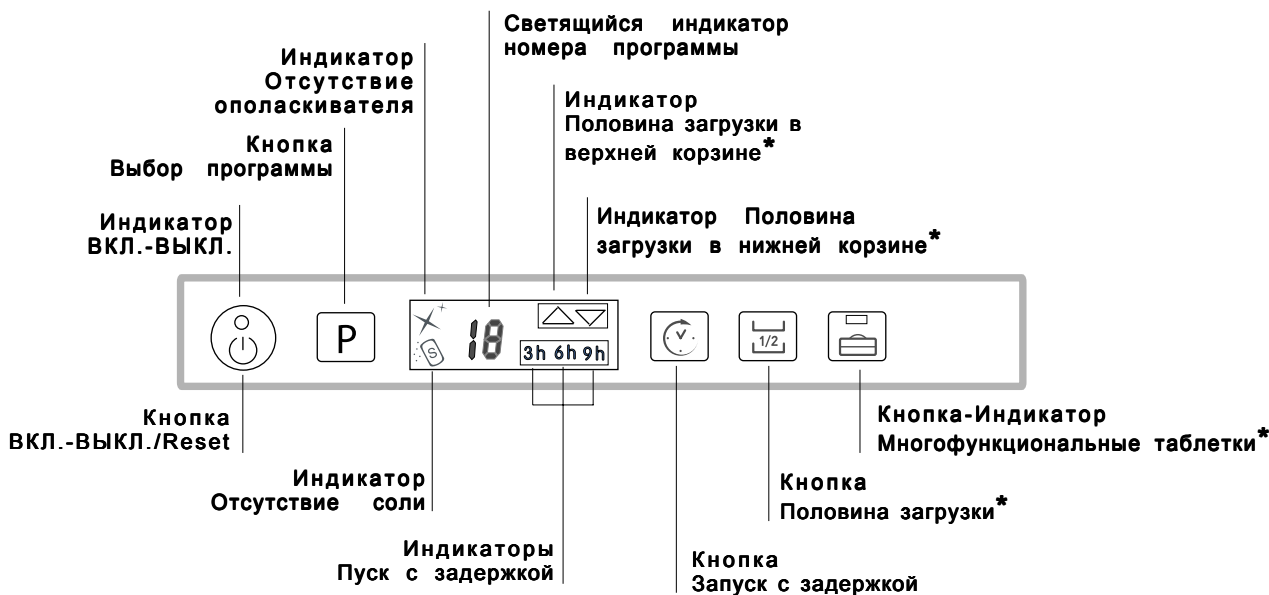 Светящийся индикатор
номера программы
Индикатор
Отсутствие
ополаскивателя
Индикатор
Половина загрузки в
верхней корзине*
Кнопка
Выбор программы
Индикатор
ВКЛ.-ВЫКЛ.
Индикатор Половина
загрузки в нижней корзине*
P
S
18
3h 6h 9h
1/2
Кнопка
ВКЛ.-ВЫКЛ./Reset
Кнопка-Индикатор
Многофункциональные таблетки*
Индикатор
Отсутствие соли
Кнопка
Половина загрузки*
Индикаторы
Пуск с задержкой
Кнопка
Запуск с задержкой